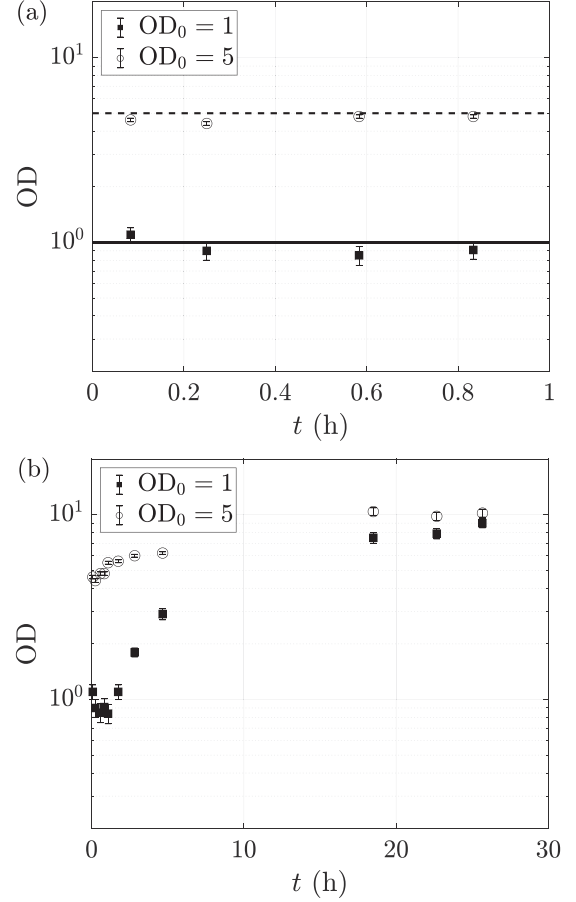 (a)
OD₀ = 1
OD₀ = 5
10¹
10⁰
OD
0 0.2 0.4 0.6 0.8 1
t (h)
(b)
OD₀ = 1
OD₀ = 5
10¹
10⁰
OD
0 10 20 30
t (h)